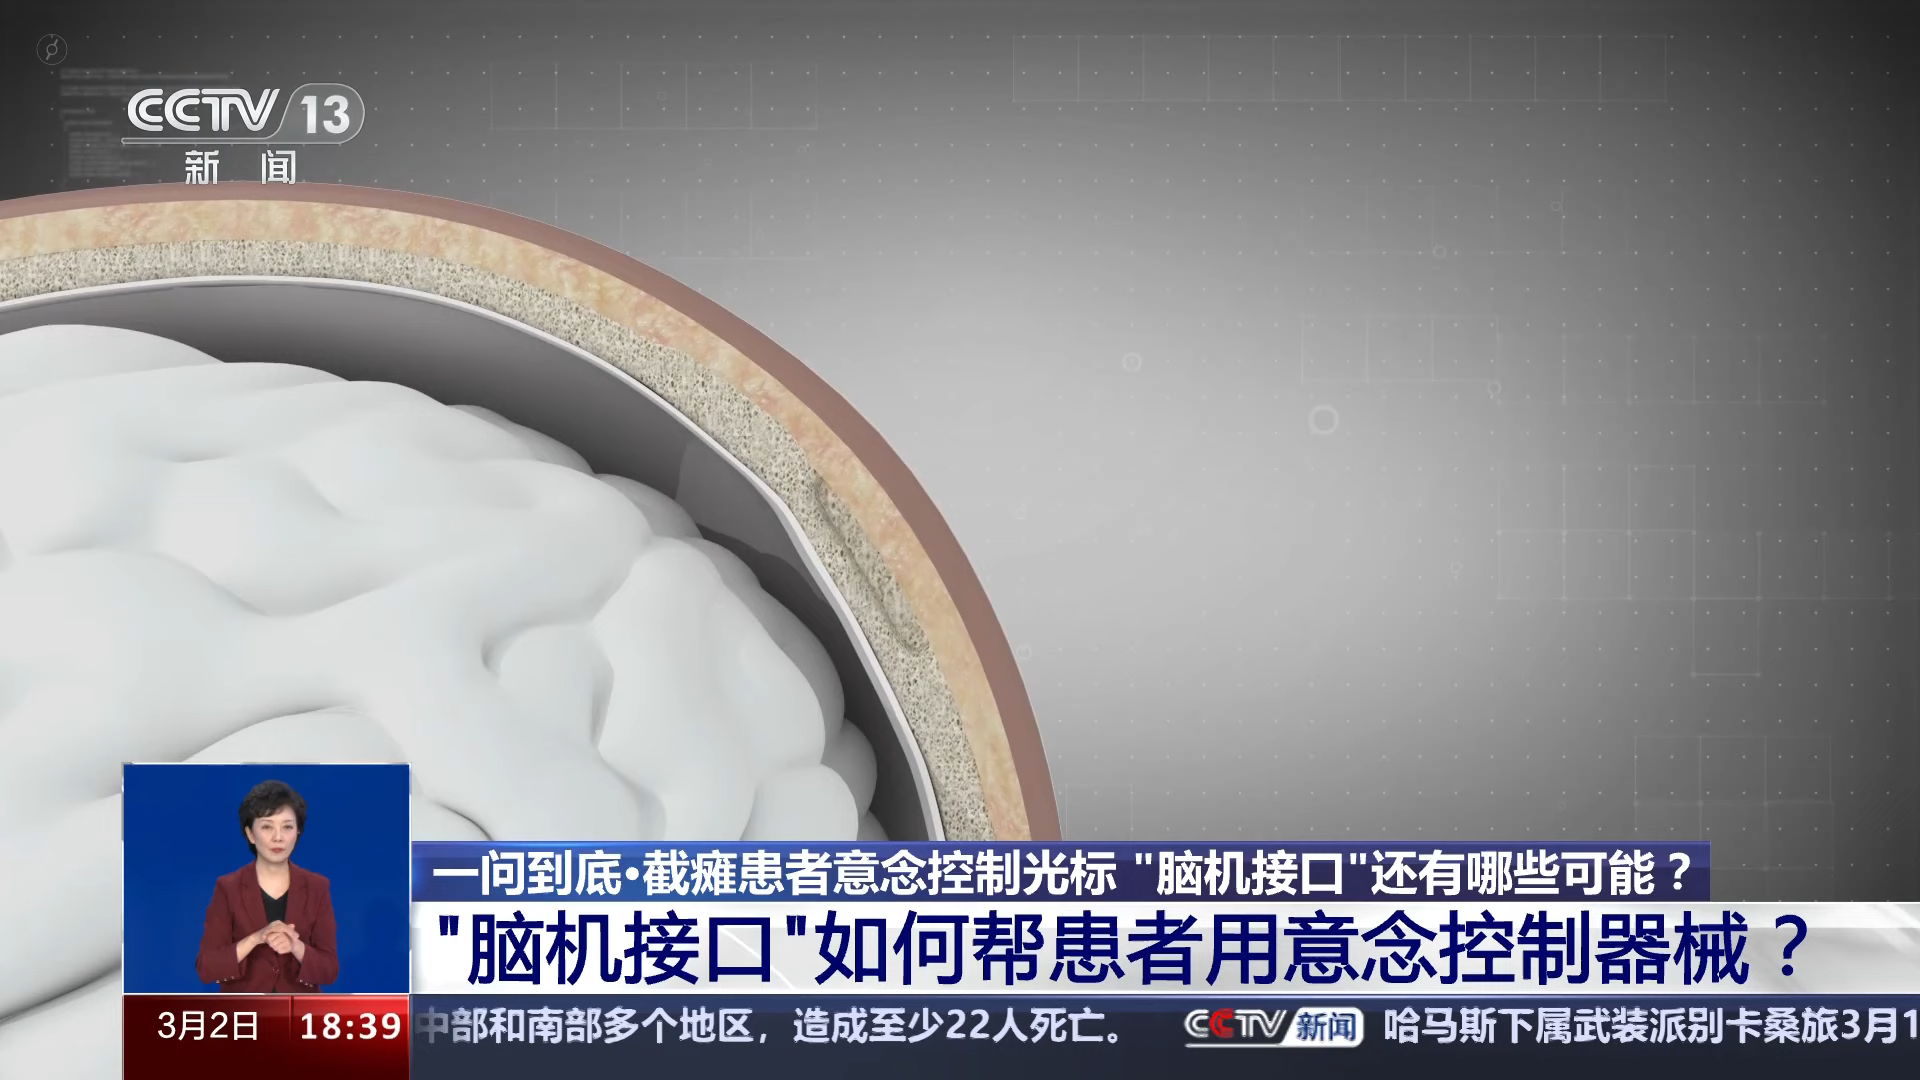 CCTV 13
新闻
一问到底•截瘫患者意念控制光标 "脑机接口"还有哪些可能？
"脑机接口"如何帮患者用意念控制器械？
3月2日 18:39 中部和南部多个地区，造成至少22人死亡。 CCTV 新闻 哈马斯下属武装派别卡桑旅3月1